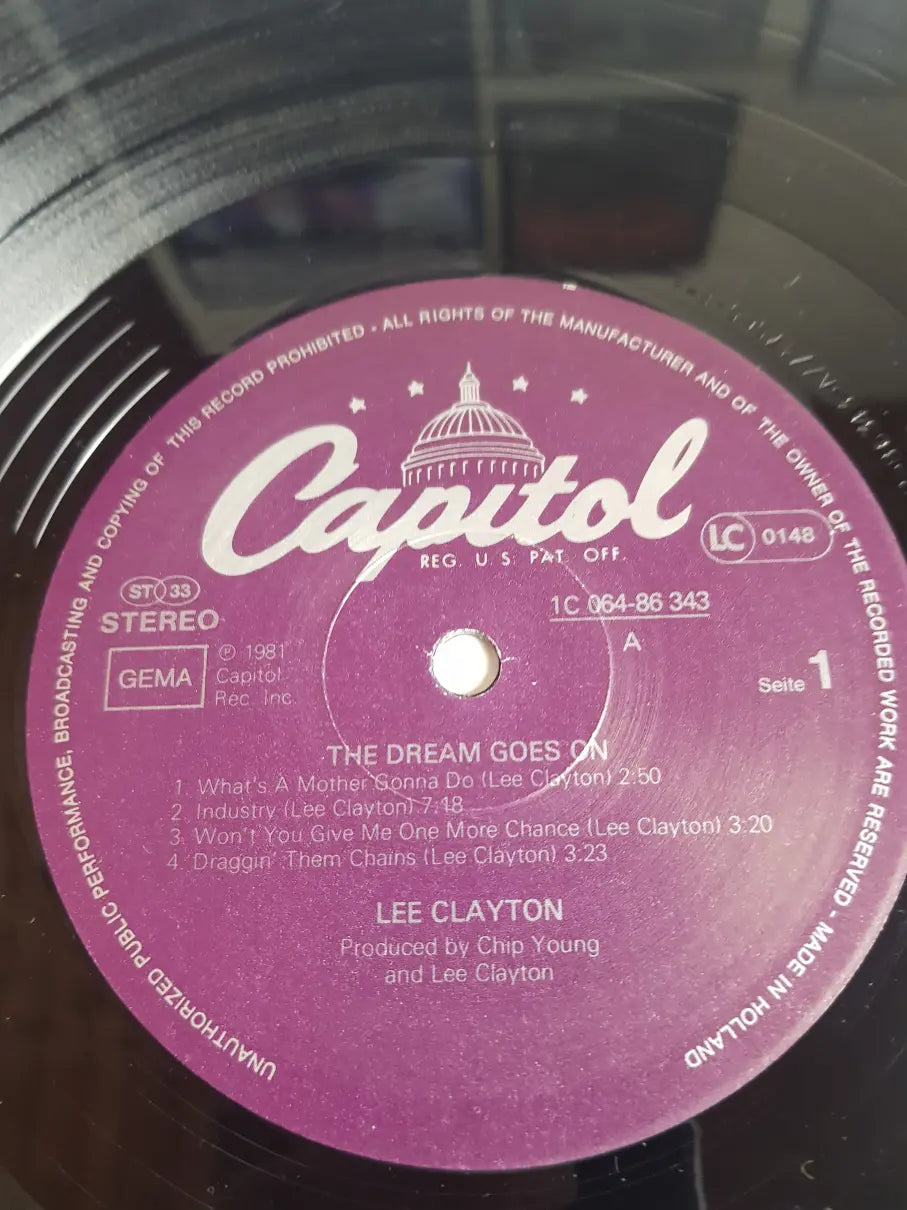 UNAUTHORIZED PUBLIC PERFORMANCE, BROADCASTING AND COPYING OF THIS RECORD PROHIBITED - ALL RIGHTS OF THE MANUFACTURER AND OF THE OWNER OF THE RECORDED WORK ARE RESERVED - MADE IN HOLLAND
Capitol
REG. U.S. PAT. OFF.
LC 0148
ST 33
STEREO
1C 064-86 343
A
GEMA
℗ 1981
Capitol
Rec. Inc.
Seite 1
THE DREAM GOES ON
1. What's A Mother Gonna Do (Lee Clayton) 2:50
2. Industry (Lee Clayton) 7:18
3. Won't You Give Me One More Chance (Lee Clayton) 3:20
4. Draggin' Them Chains (Lee Clayton) 3:23
LEE CLAYTON
Produced by Chip Young
and Lee Clayton